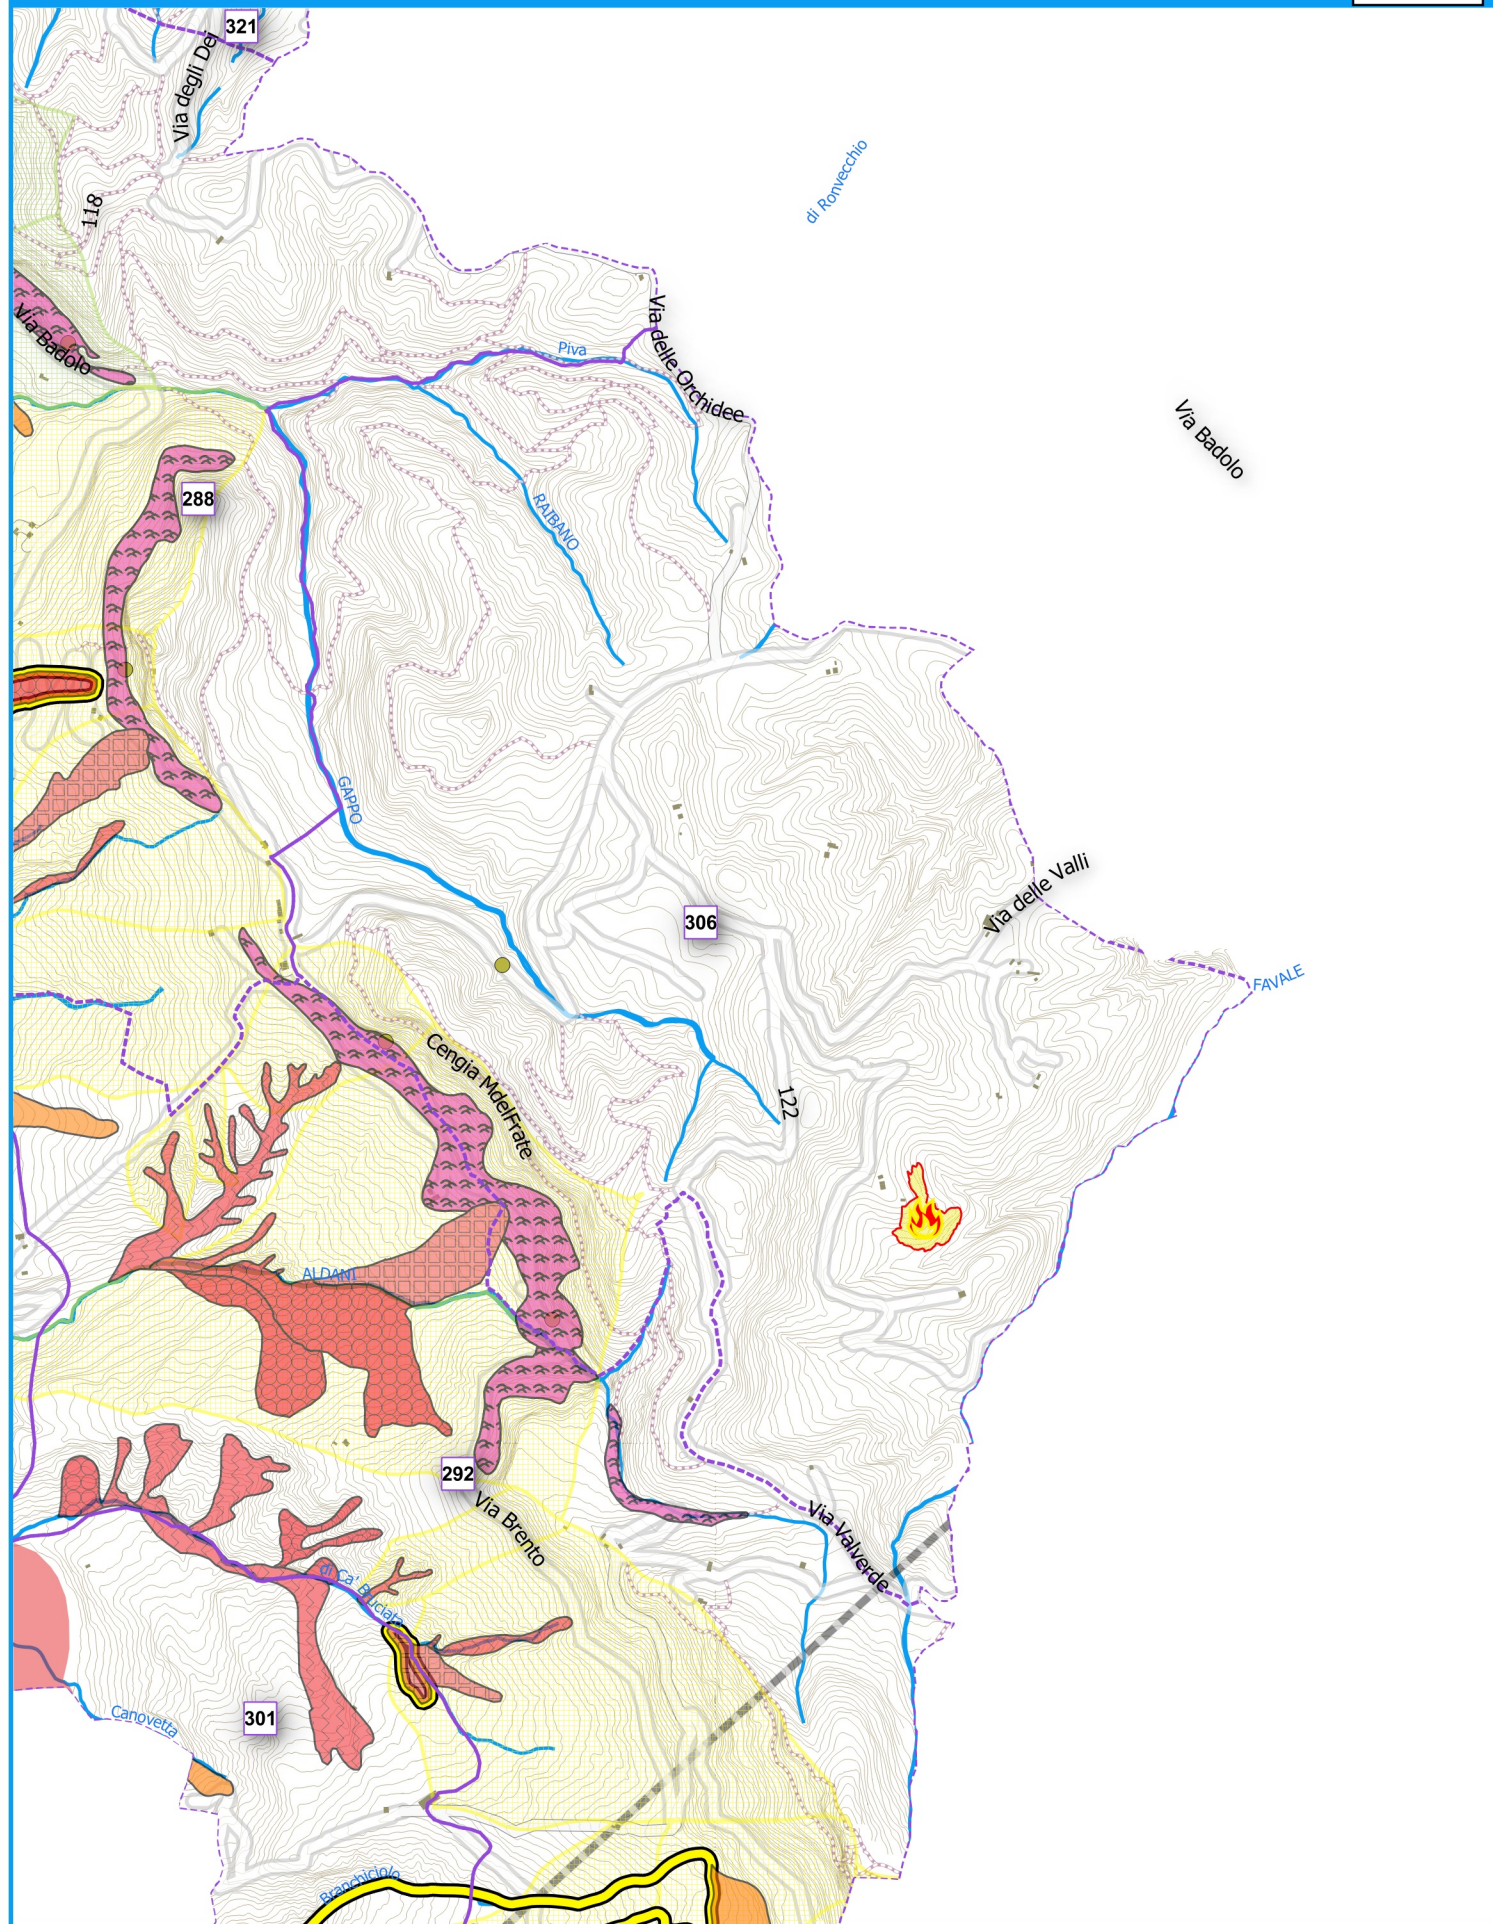 321
Via degli Dei
di Ronvecchio
118
Via Badolo
Piva
Via delle Orchidee
Via Badolo
288
RAIBANO
GAPPO
Via delle Valli
306
FAVALE
Cengia MdelFrate
122
ALDANI
292
Via Brento
Via Valverde
di Ca' Bruciata
301
Canovetta
Branchiciolo